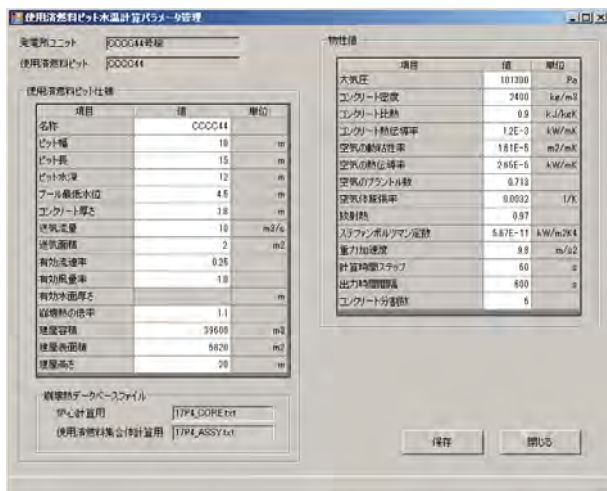 使用済燃料ピット水温計算パラメータ管理
発電所ユニット CCCC44号機
使用済燃料ピット CCCC44
使用済燃料ピット仕様
項目 値 単位
名称 CCCC44
ピット幅 10 m
ピット長 15 m
ピット水深 12 m
プール最低水位 4.5 m
コンクリート厚さ 1.8 m
送気流量 10 m3/s
送気面積 2 m2
有効流速率 0.25
有効風量率 1.0
有効水面厚さ m
崩壊熱の倍率 1.1
建屋容積 39600 m3
建屋表面積 5820 m2
建屋高さ 20 m
崩壊熱データベースファイル
炉心計算用 17P4_CORE.txt
使用済燃料集合体計算用 17P4_ASSY.txt
物性値
項目 値 単位
大気圧 101300 Pa
コンクリート密度 2400 kg/m3
コンクリート比熱 0.9 kJ/kgK
コンクリート熱伝導率 1.2E-3 kW/mK
空気の動粘性率 1.61E-5 m2/mK
空気の熱伝導率 2.65E-5 kW/mK
空気のプラントル数 0.713
空気体膨張率 0.0032 1/K
放射熱 0.97
ステファンボルツマン定数 5.67E-11 kW/m2K4
重力加速度 9.8 m/s2
計算時間ステップ 60 s
出力時間間隔 600 s
コンクリート分割数 6
保存
閉じる